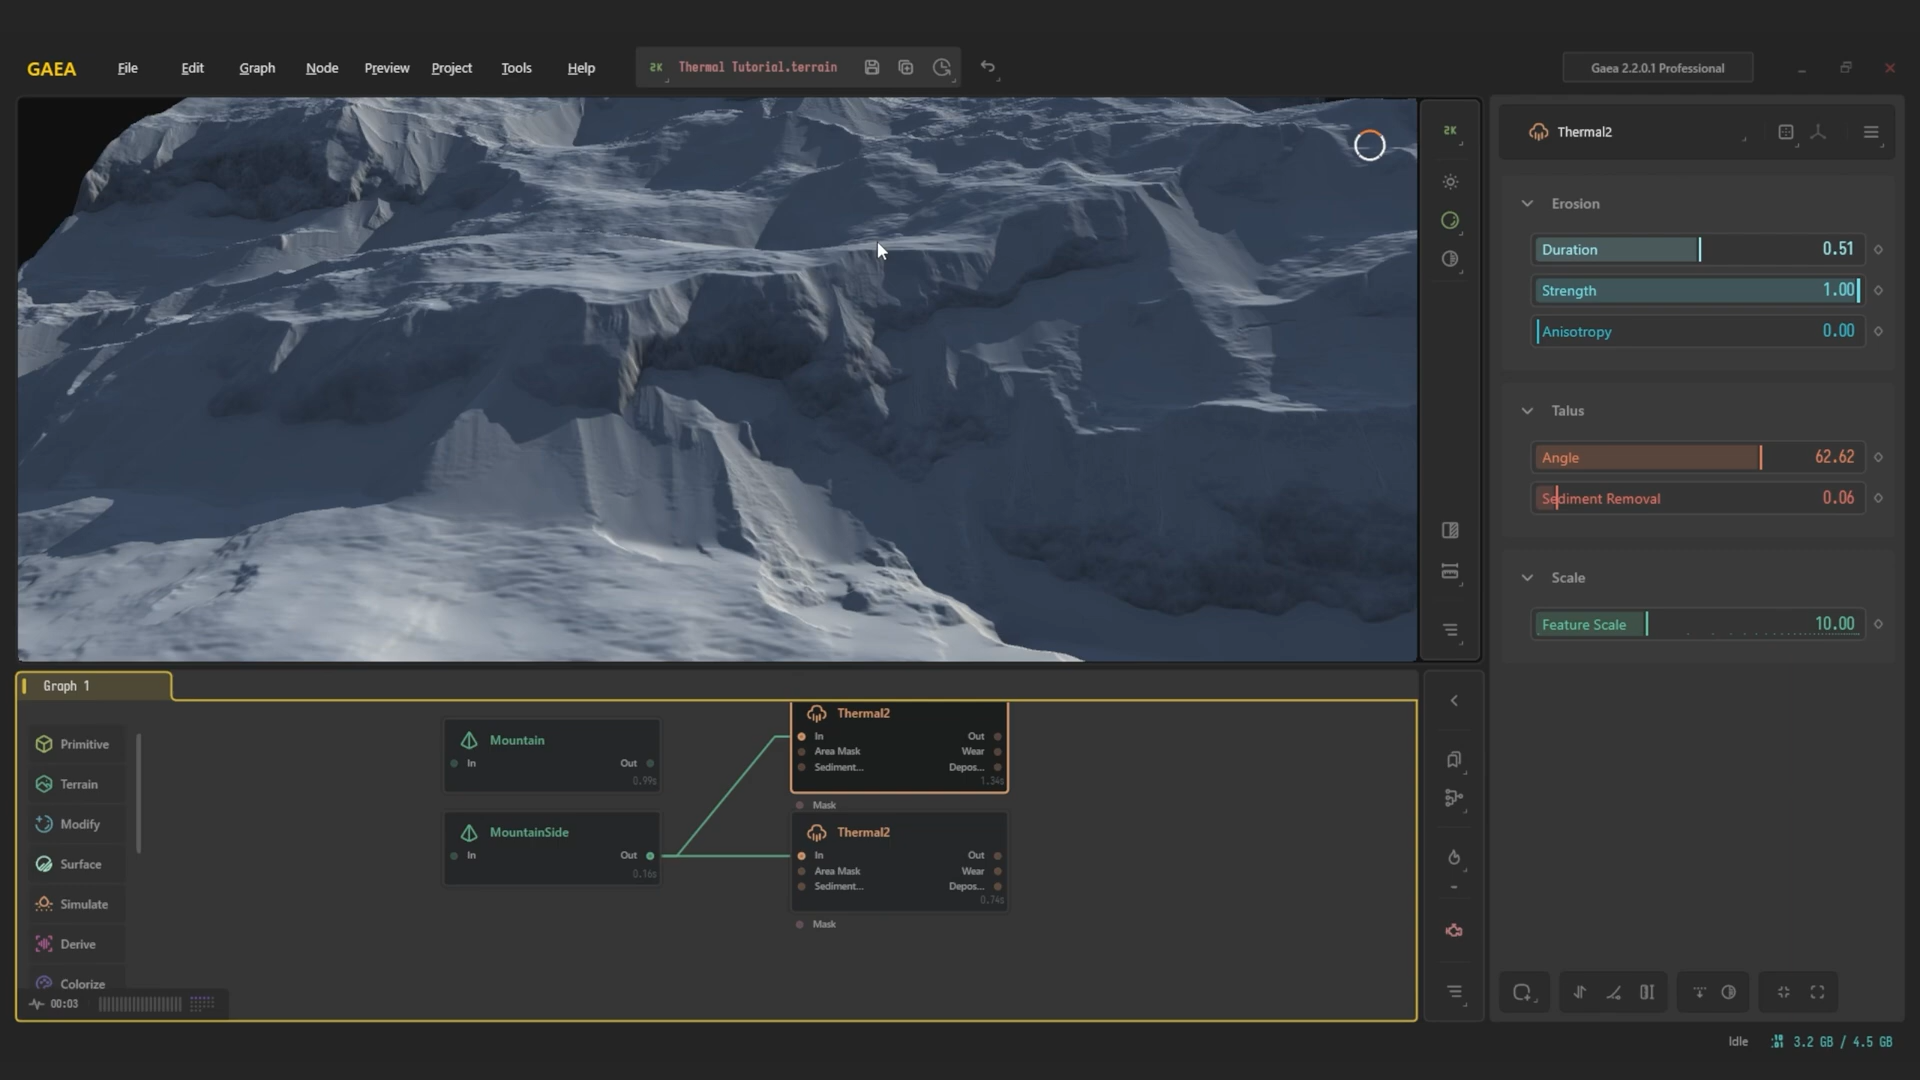 GAEA File Edit Graph Node Preview Project Tools Help 2K Thermal Tutorial.terrain Gaea 2.2.0.1 Professional
2K
Thermal2
Erosion
Duration 0.51
Strength 1.00
Anisotropy 0.00
Talus
Angle 62.62
Sediment Removal 0.06
Scale
Feature Scale 10.00
Graph 1
Primitive
Terrain
Modify
Surface
Simulate
Derive
Colorize
00:03
Mountain
In Out
0.99s
MountainSide
In Out
0.16s
Thermal2
In Out
Area Mask Wear
Sediment... Depos...
1.34s
Mask
Thermal2
In Out
Area Mask Wear
Sediment... Depos...
0.74s
Mask
Idle 3.2 GB / 4.5 GB